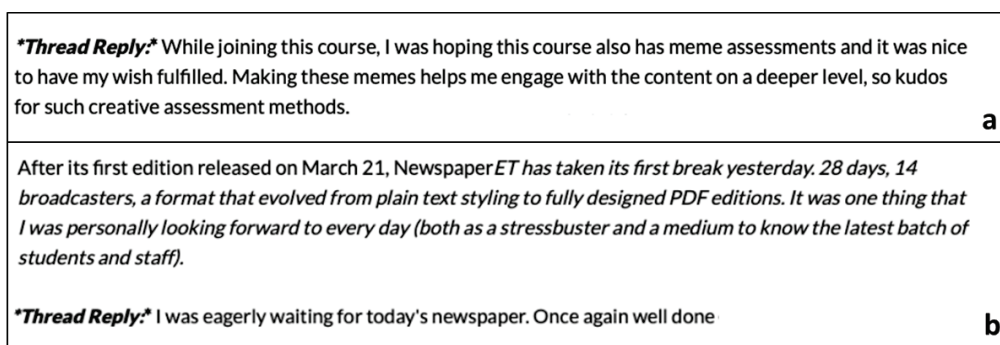 *Thread Reply:* While joining this course, I was hoping this course also has meme assessments and it was nice
to have my wish fulfilled. Making these memes helps me engage with the content on a deeper level, so kudos
for such creative assessment methods.
a
After its first edition released on March 21, NewspaperET has taken its first break yesterday. 28 days, 14
broadcasters, a format that evolved from plain text styling to fully designed PDF editions. It was one thing that
I was personally looking forward to every day (both as a stressbuster and a medium to know the latest batch of
students and staff).
*Thread Reply:* I was eagerly waiting for today's newspaper. Once again well done
b